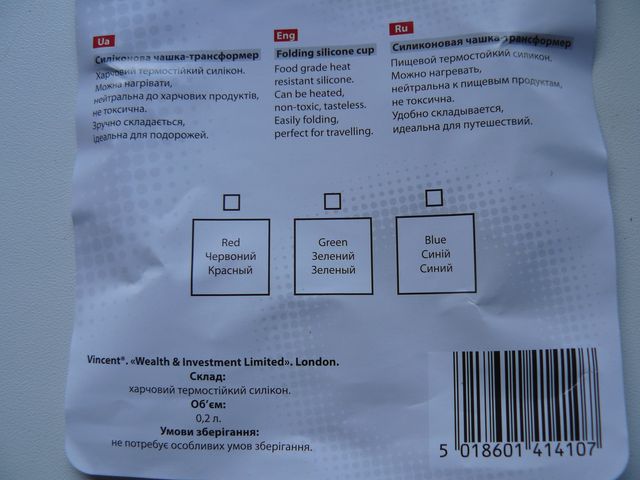 Ua
Силіконова чашка-трансформер
Харчовий термостійкий силікон.
Можна нагрівати,
нейтральна до харчових продуктів,
не токсична.
Зручно складається,
ідеальна для подорожей.
Eng
Folding silicone cup
Food grade heat
resistant silicone.
Can be heated,
non-toxic, tasteless.
Easily folding,
perfect for travelling.
Ru
Силиконовая чашка-трансформер
Пищевой термостойкий силикон.
Можно нагревать,
нейтральна к пищевым продуктам,
не токсична.
Удобно складывается,
идеальна для путешествий.
Red
Червоний
Красный
Green
Зелений
Зеленый
Blue
Синій
Синий
Vincent®. «Wealth & Investment Limited». London.
Склад:
харчовий термостійкий силікон.
Об’єм:
0,2 л.
Умови зберігання:
не потребує особливих умов зберігання.
5 018601 414107